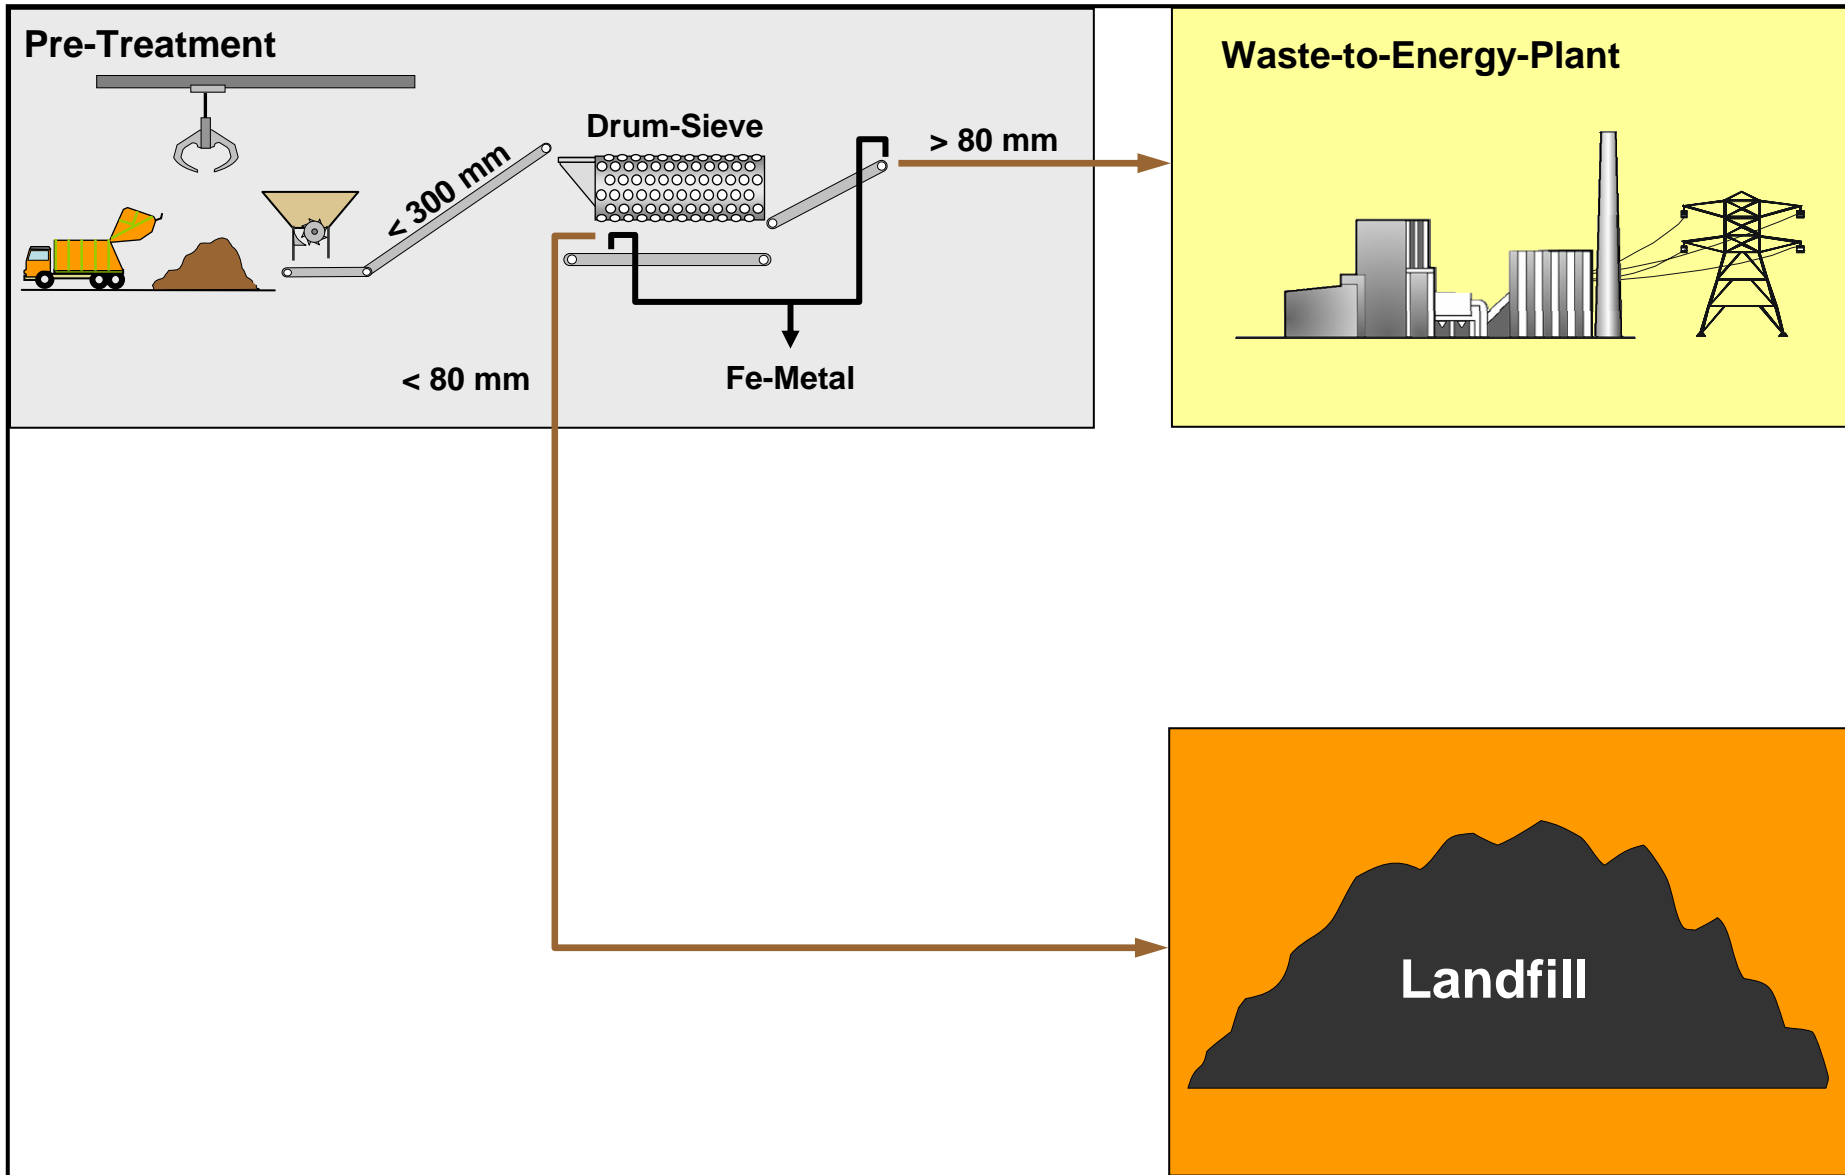 Pre-Treatment
Waste-to-Energy-Plant
Drum-Sieve
> 80 mm
< 300 mm
< 80 mm
Fe-Metal
Landfill